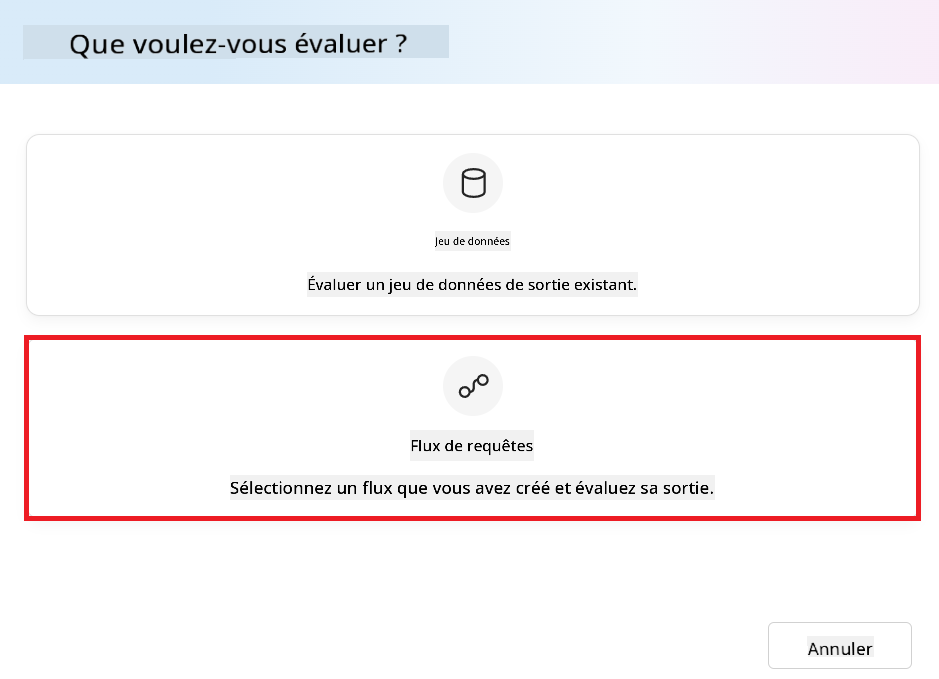 Que voulez-vous évaluer ?
Jeu de données
Évaluer un jeu de données de sortie existant.
Flux de requêtes
Sélectionnez un flux que vous avez créé et évaluez sa sortie.
Annuler